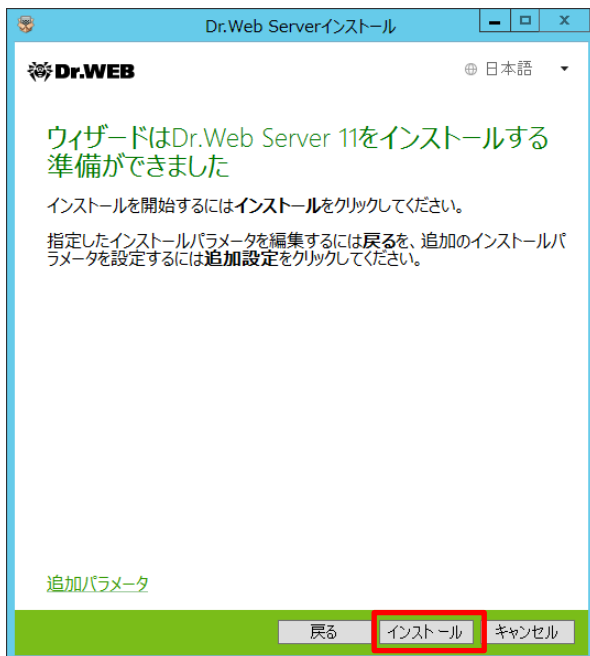 Dr.Web Serverインストール
Dr.WEB
日本語
ウィザードはDr.Web Server 11をインストールする
準備ができました
インストールを開始するにはインストールをクリックしてください。
指定したインストールパラメータを編集するには戻るを、追加のインストールパ
ラメータを設定するには追加設定をクリックしてください。
追加パラメータ
戻る
インストール
キャンセル